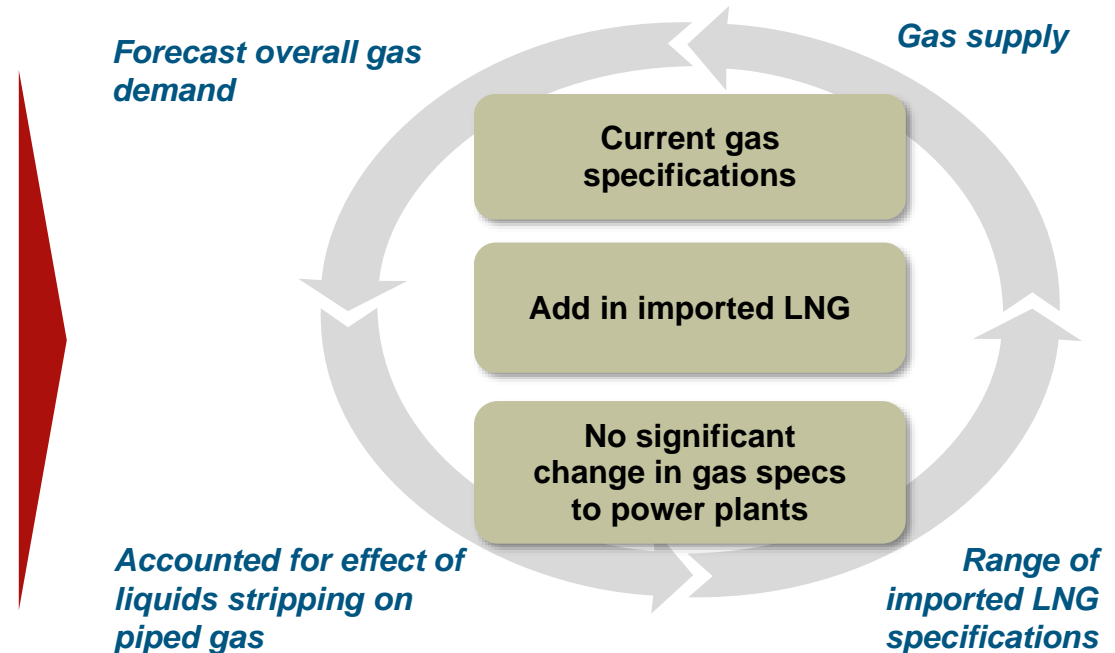 Forecast overall gas
demand
Gas supply
Current gas
specifications
Add in imported LNG
No significant
change in gas specs
to power plants
Accounted for effect of
liquids stripping on
piped gas
Range of
imported LNG
specifications